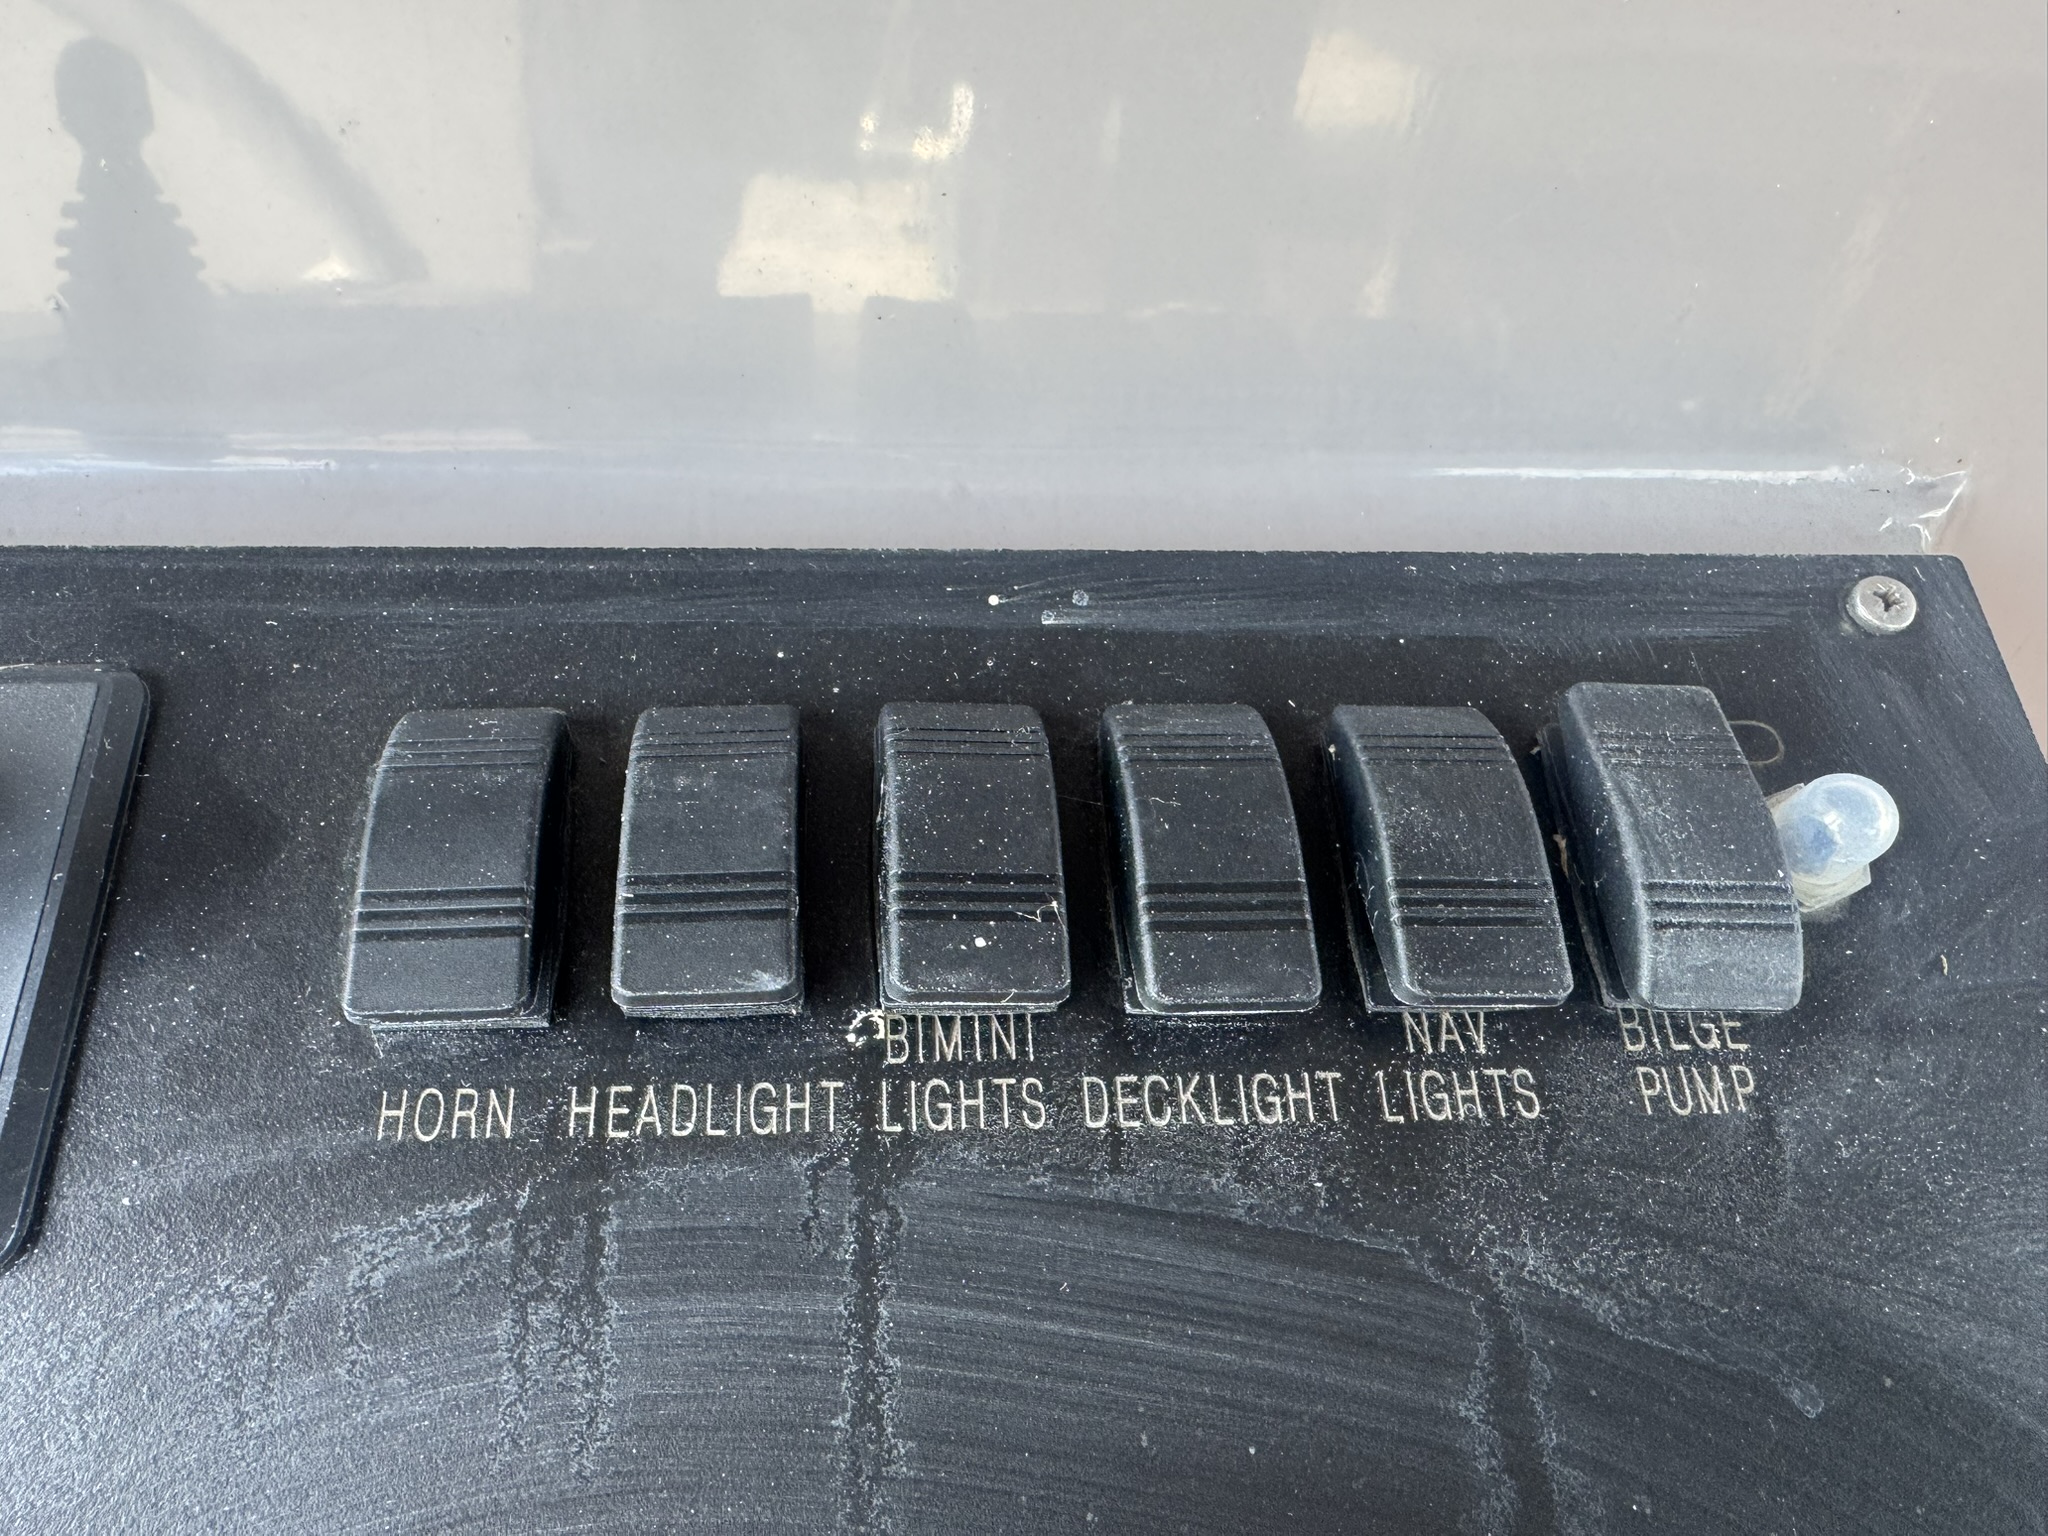 HORN
HEADLIGHT
BIMINI
LIGHTS
DECKLIGHT
NAV
LIGHTS
BILGE
PUMP